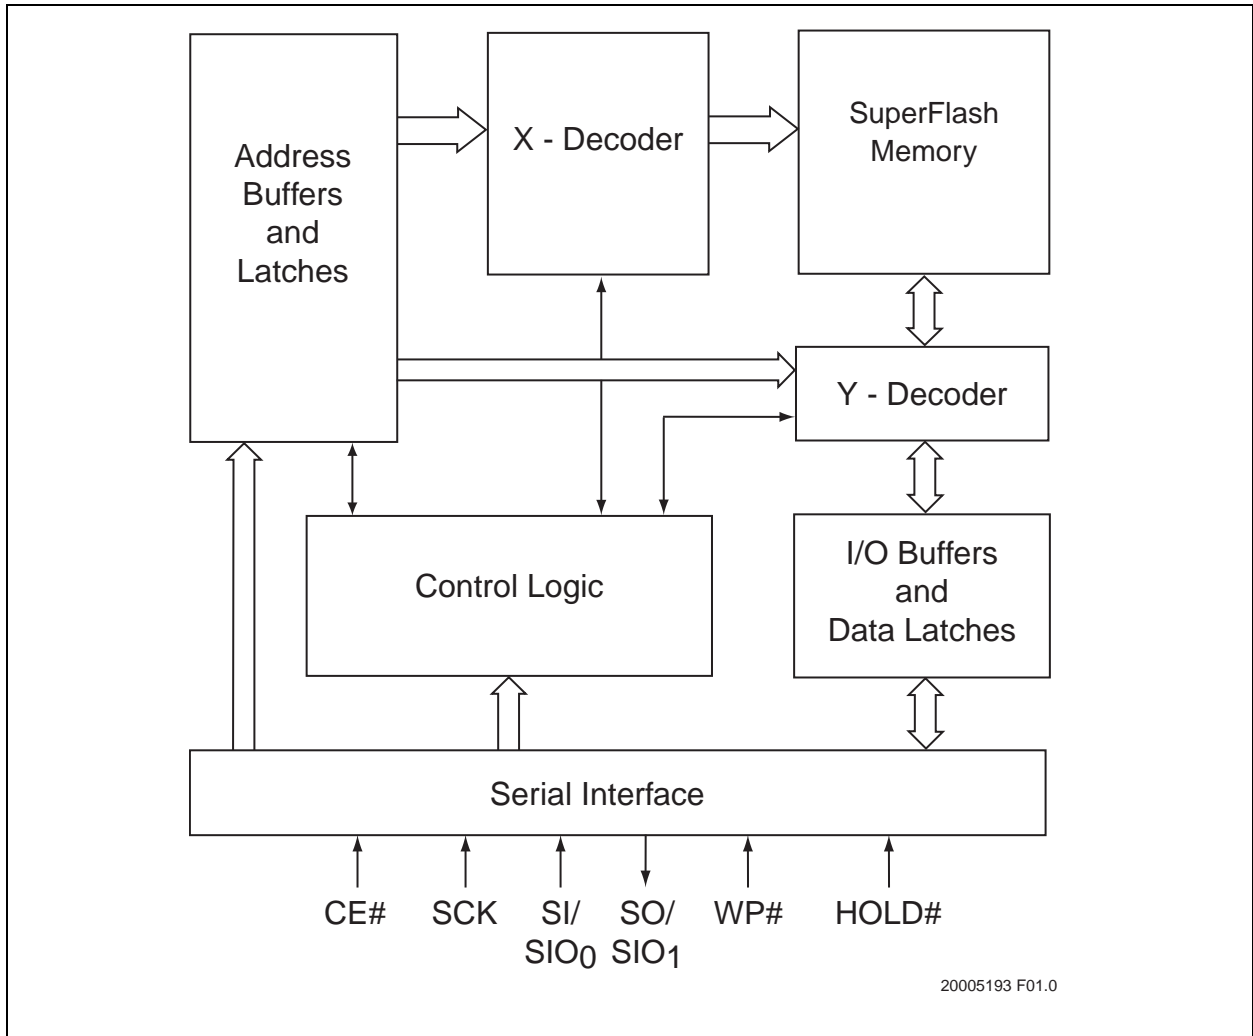 Address
Buffers
and
Latches
X - Decoder
SuperFlash
Memory
Y - Decoder
Control Logic
I/O Buffers
and
Data Latches
Serial Interface
CE# SCK SI/ SO/ WP# HOLD#
SIO0 SIO1
20005193 F01.0